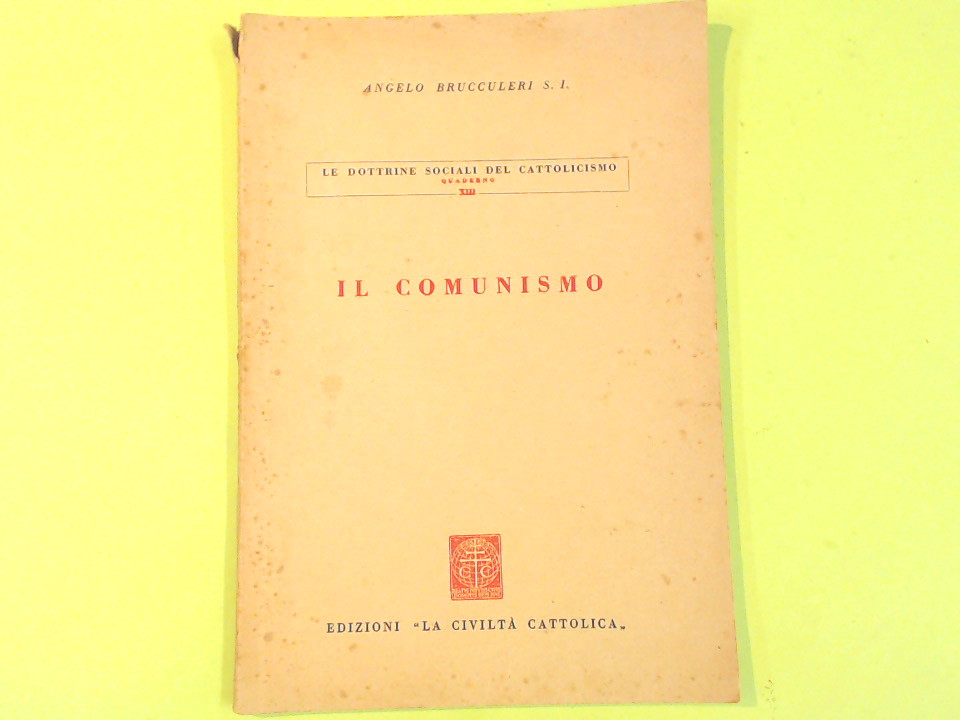 ANGELO BRUCCULERI S. I.
LE DOTTRINE SOCIALI DEL CATTOLICISMO
QUADERNO
XIII
IL COMUNISMO
EDIZIONI "LA CIVILTÀ CATTOLICA„